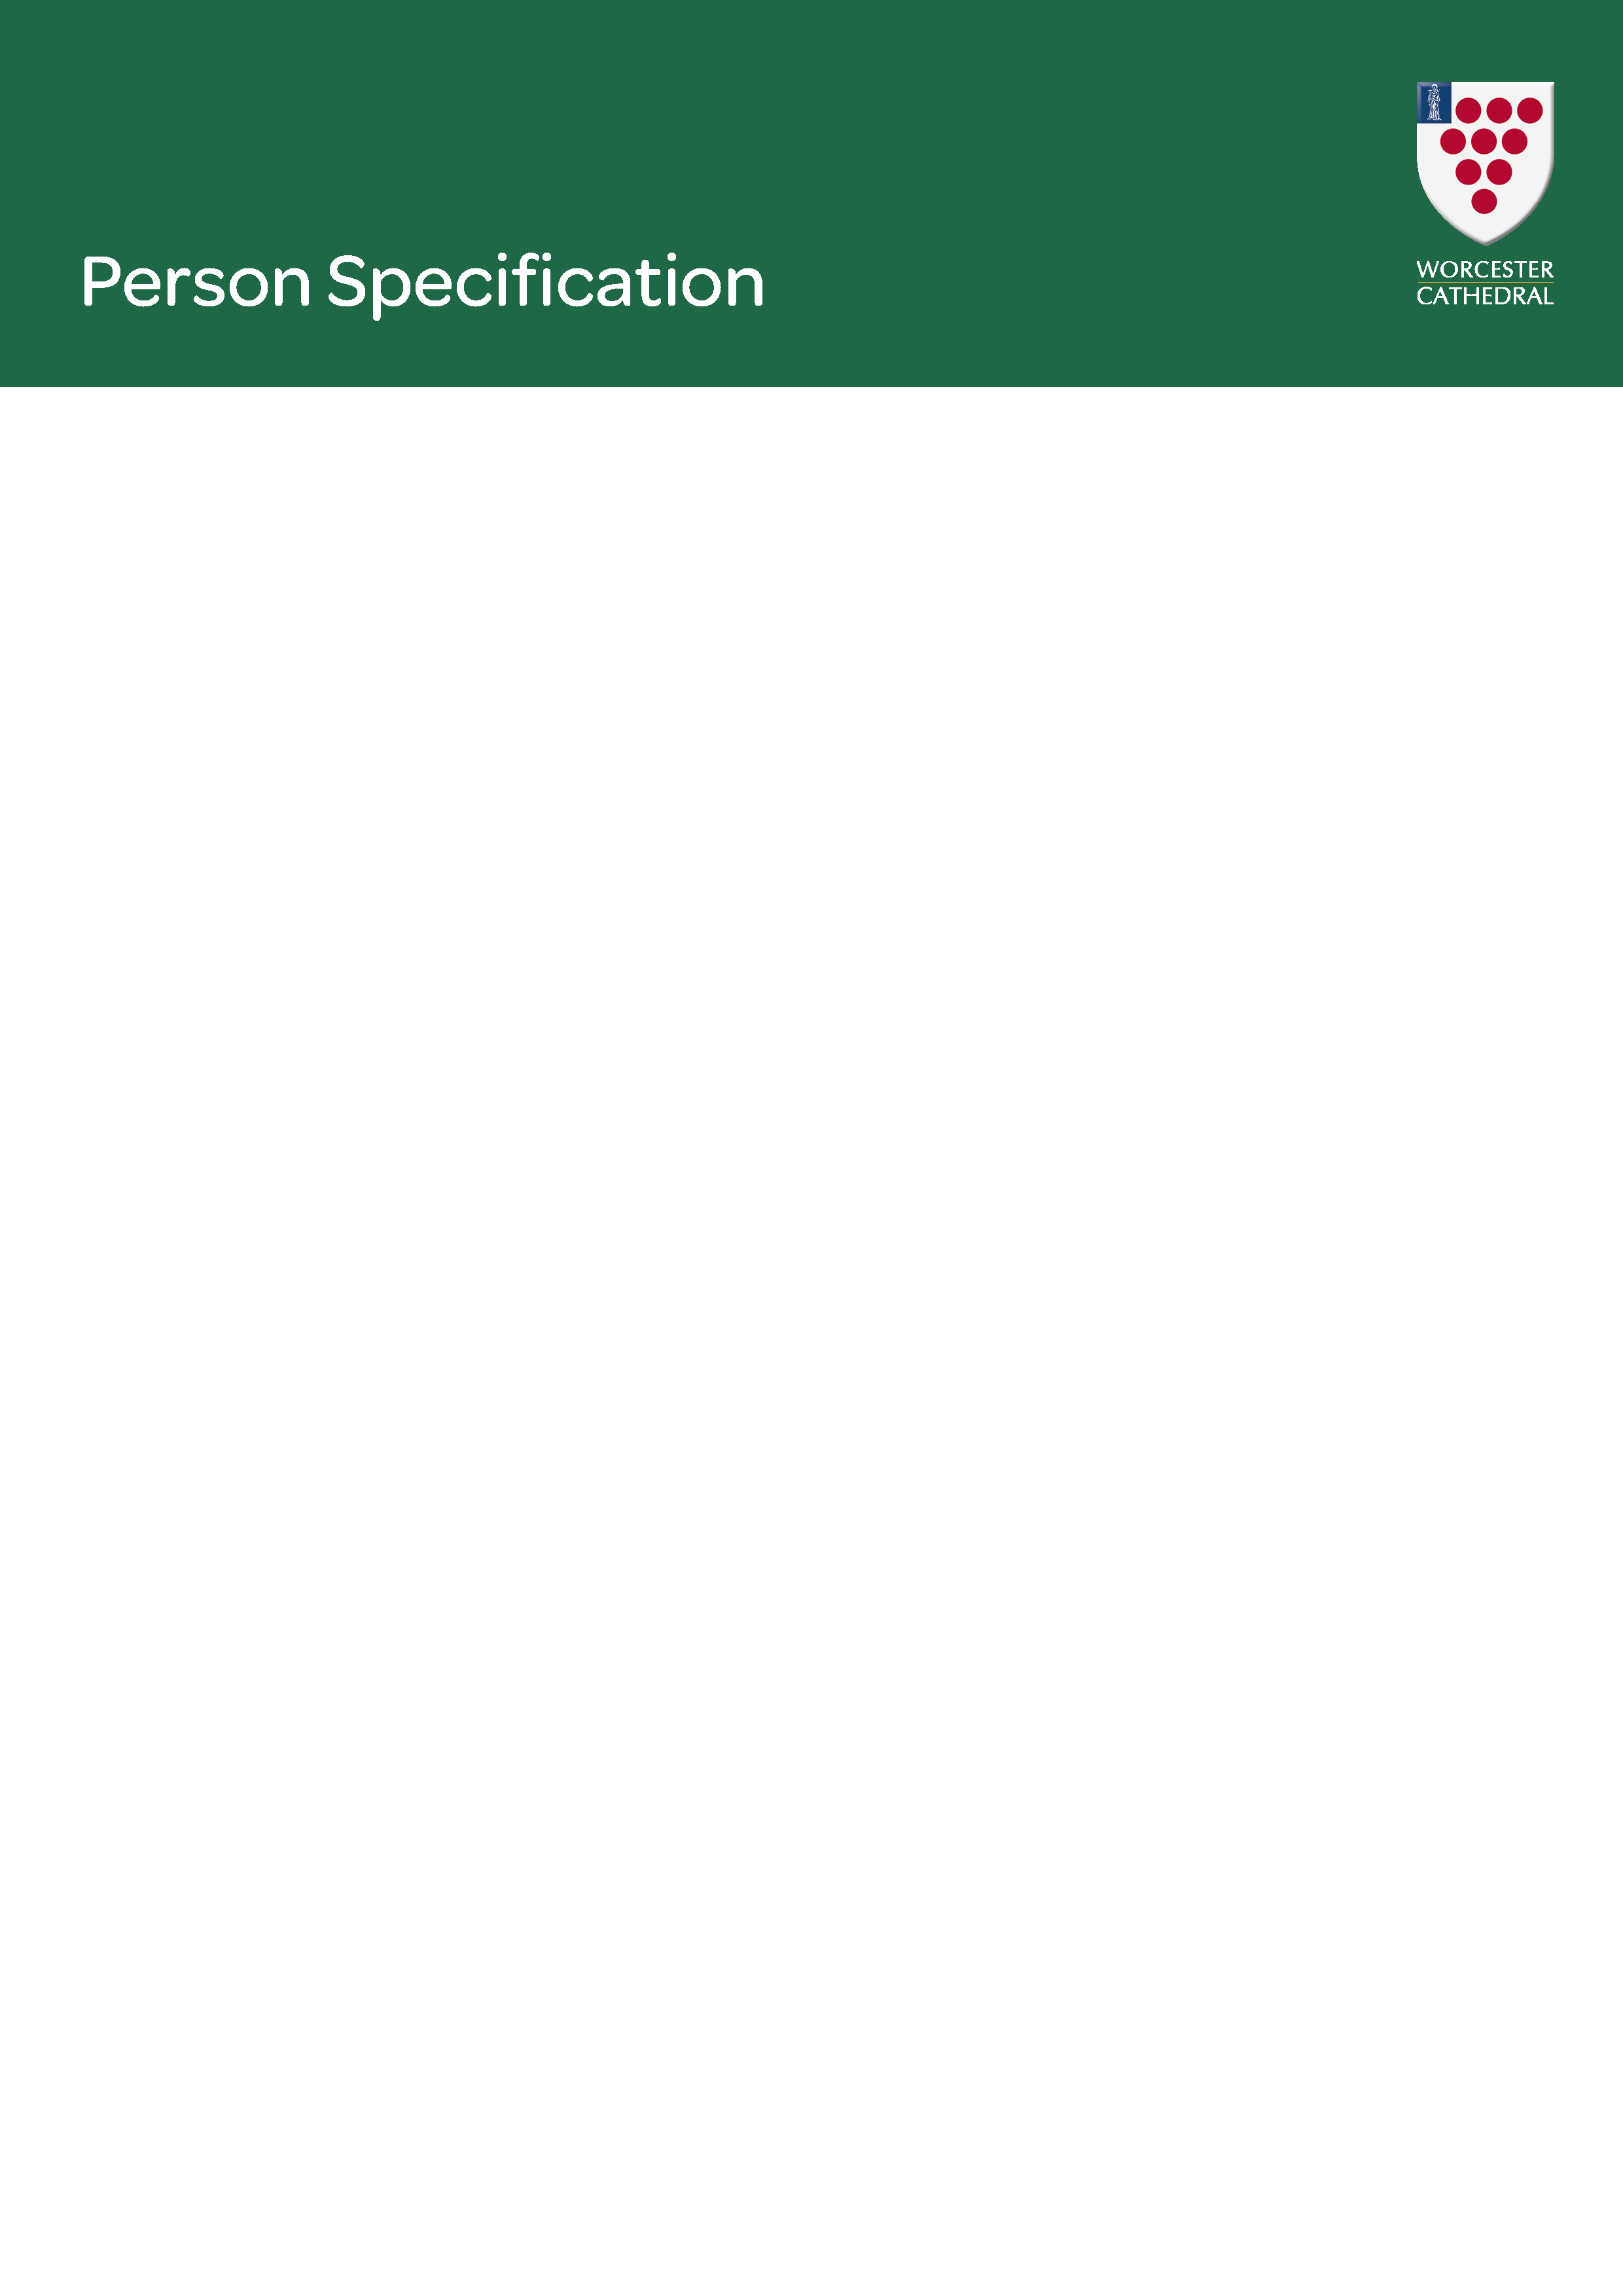 Person Specification
WORCESTER
CATHEDRAL